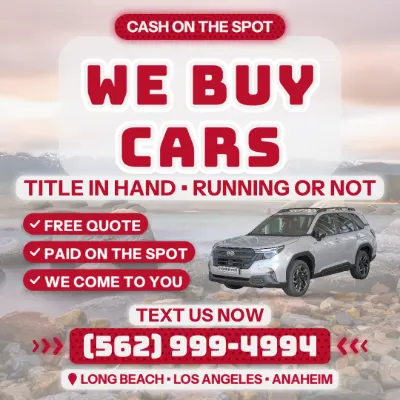 CASH ON THE SPOT
WE BUY
CARS
TITLE IN HAND • RUNNING OR NOT
✓ FREE QUOTE
✓ PAID ON THE SPOT
✓ WE COME TO YOU
TEXT US NOW
(562) 999-4994
LONG BEACH • LOS ANGELES • ANAHEIM